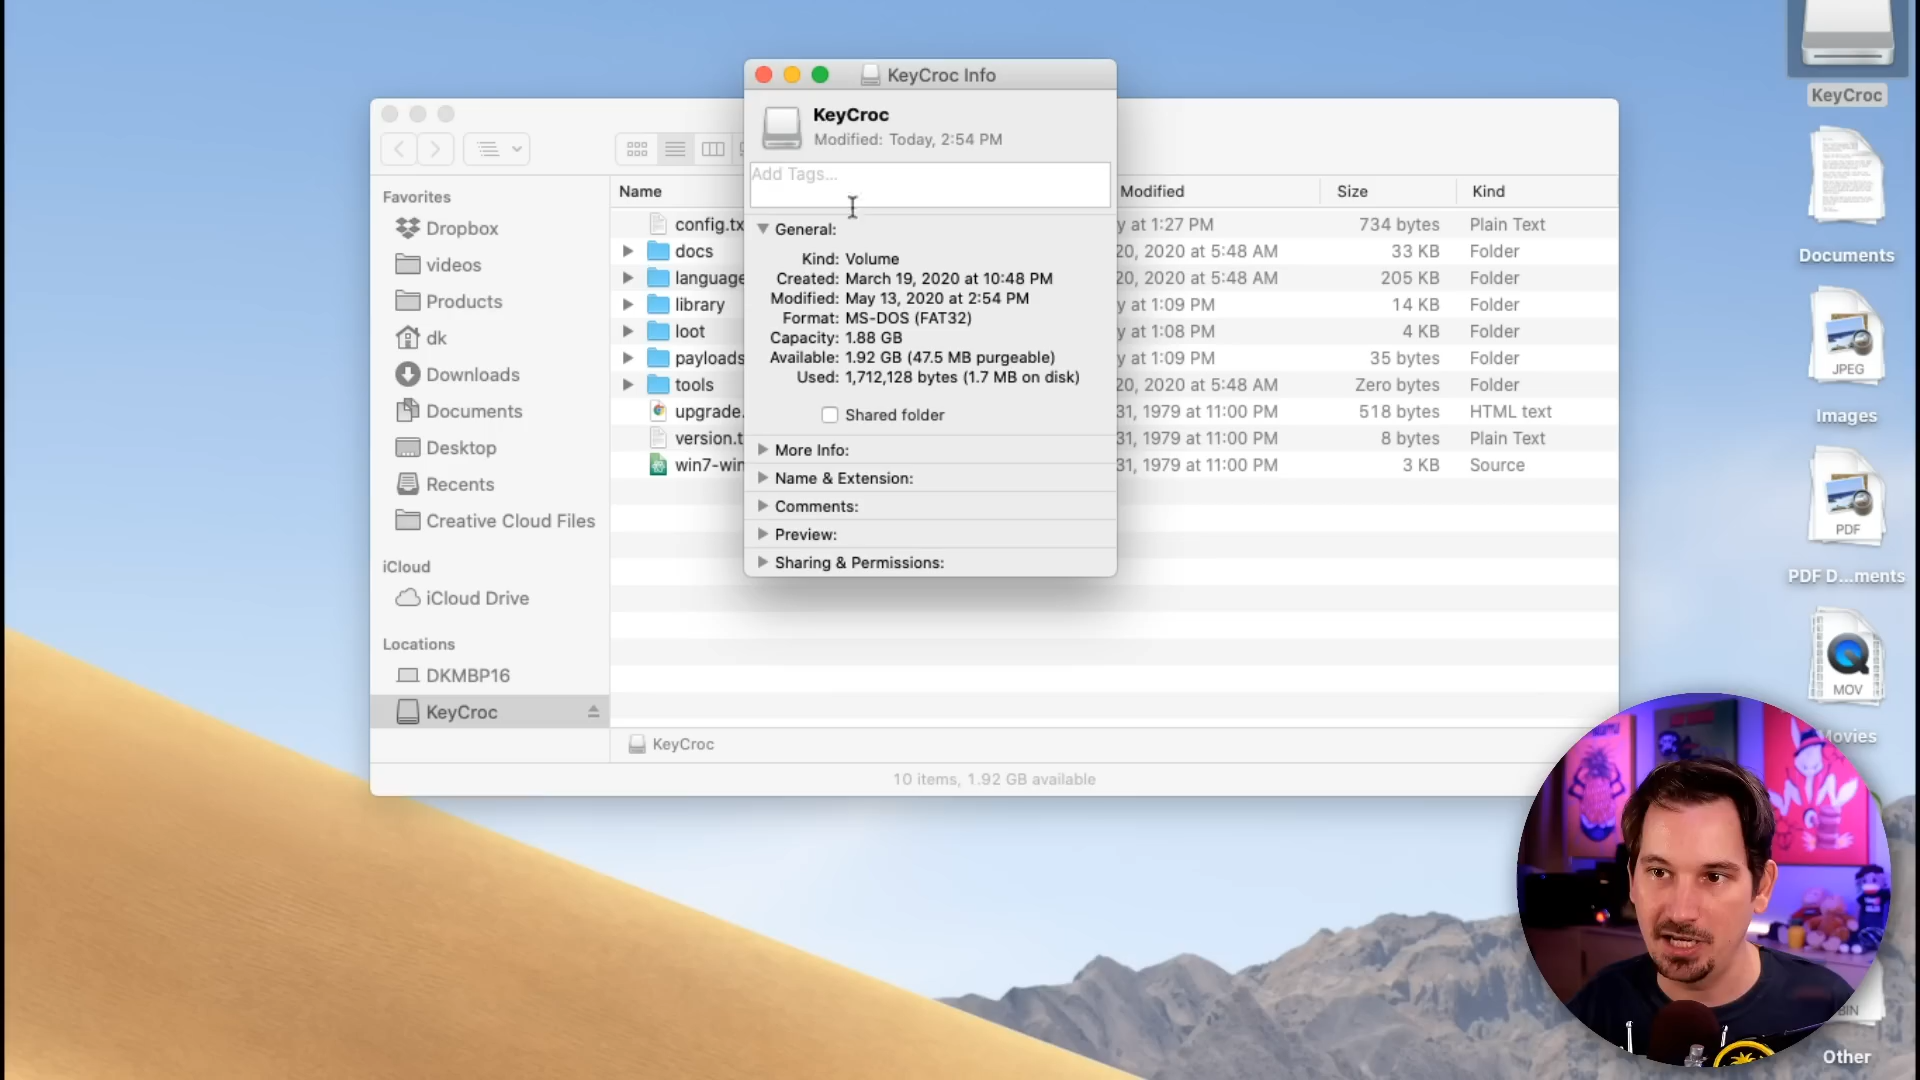 KeyCroc Info
KeyCroc
Modified: Today, 2:54 PM
Add Tags...
General:
Kind: Volume
Created: March 19, 2020 at 10:48 PM
Modified: May 13, 2020 at 2:54 PM
Format: MS-DOS (FAT32)
Capacity: 1.88 GB
Available: 1.92 GB (47.5 MB purgeable)
Used: 1,712,128 bytes (1.7 MB on disk)
Shared folder
More Info:
Name & Extension:
Comments:
Preview:
Sharing & Permissions:
Favorites
Dropbox
videos
Products
dk
Downloads
Documents
Desktop
Recents
Creative Cloud Files
iCloud
iCloud Drive
Locations
DKMBP16
KeyCroc
Name Modified Size Kind
config.tx y at 1:27 PM 734 bytes Plain Text
docs 20, 2020 at 5:48 AM 33 KB Folder
language 20, 2020 at 5:48 AM 205 KB Folder
library y at 1:09 PM 14 KB Folder
loot y at 1:08 PM 4 KB Folder
payloads y at 1:09 PM 35 bytes Folder
tools 20, 2020 at 5:48 AM Zero bytes Folder
upgrade. 31, 1979 at 11:00 PM 518 bytes HTML text
version.t 31, 1979 at 11:00 PM 8 bytes Plain Text
win7-win 31, 1979 at 11:00 PM 3 KB Source
KeyCroc
10 items, 1.92 GB available
KeyCroc
Documents
JPEG
Images
PDF
PDF D...ments
MOV
Movies
BIN
Other